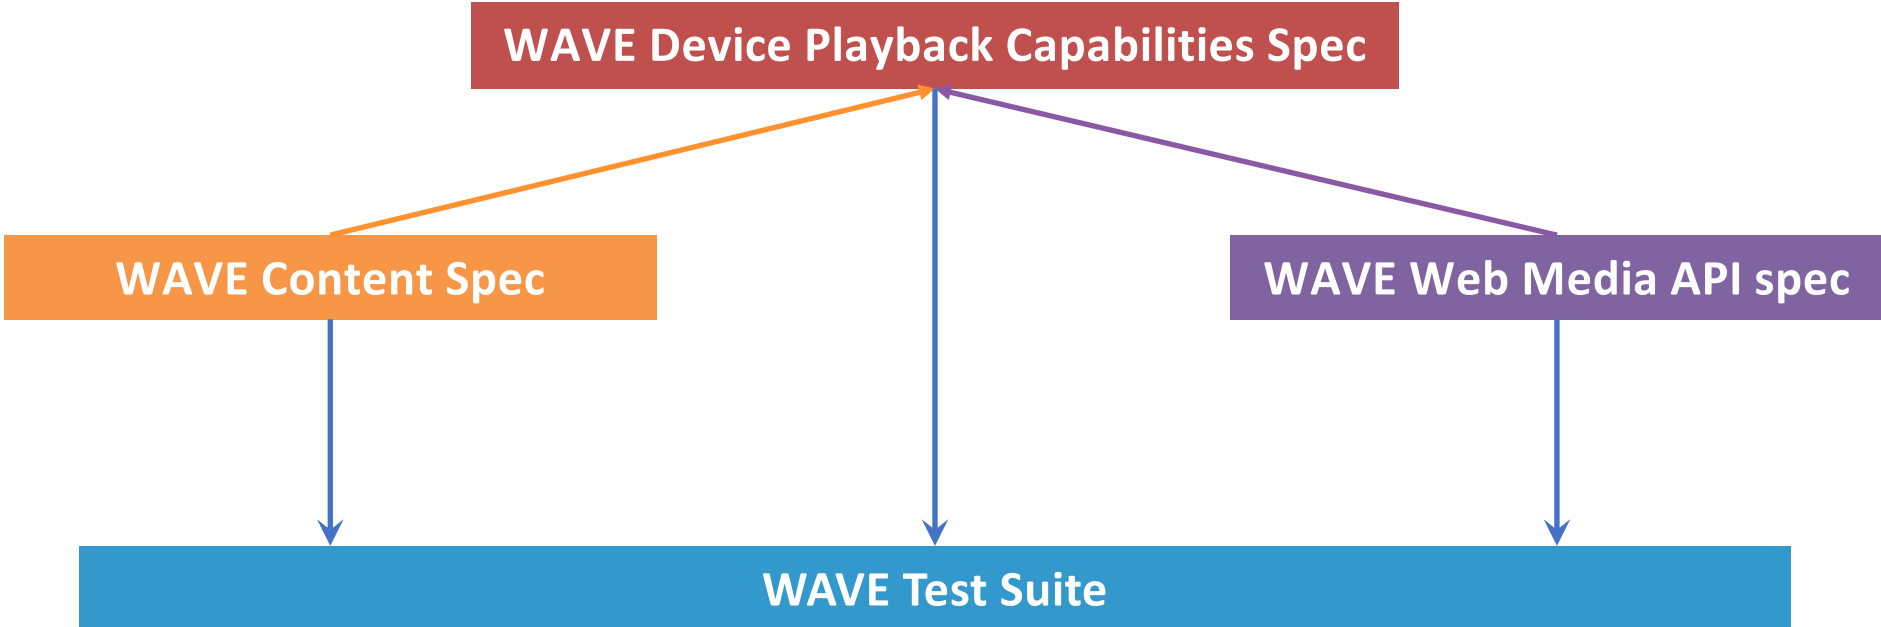 WAVE Device Playback Capabilities Spec
WAVE Content Spec
WAVE Web Media API spec
WAVE Test Suite